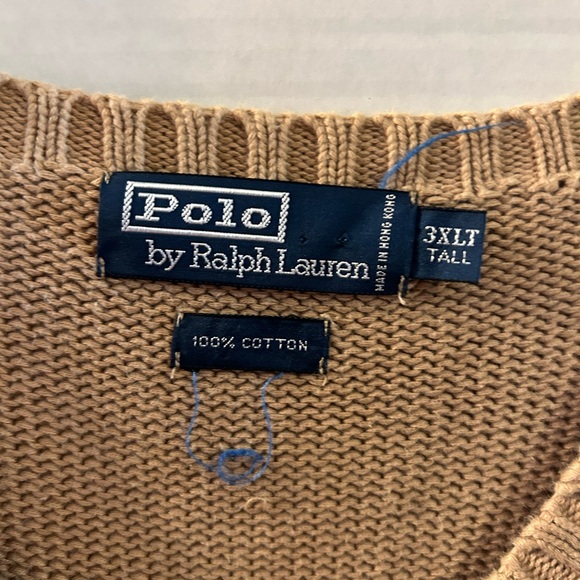 Polo
by Ralph Lauren
MADE IN HONG KONG
3XLT
TALL
100% COTTON